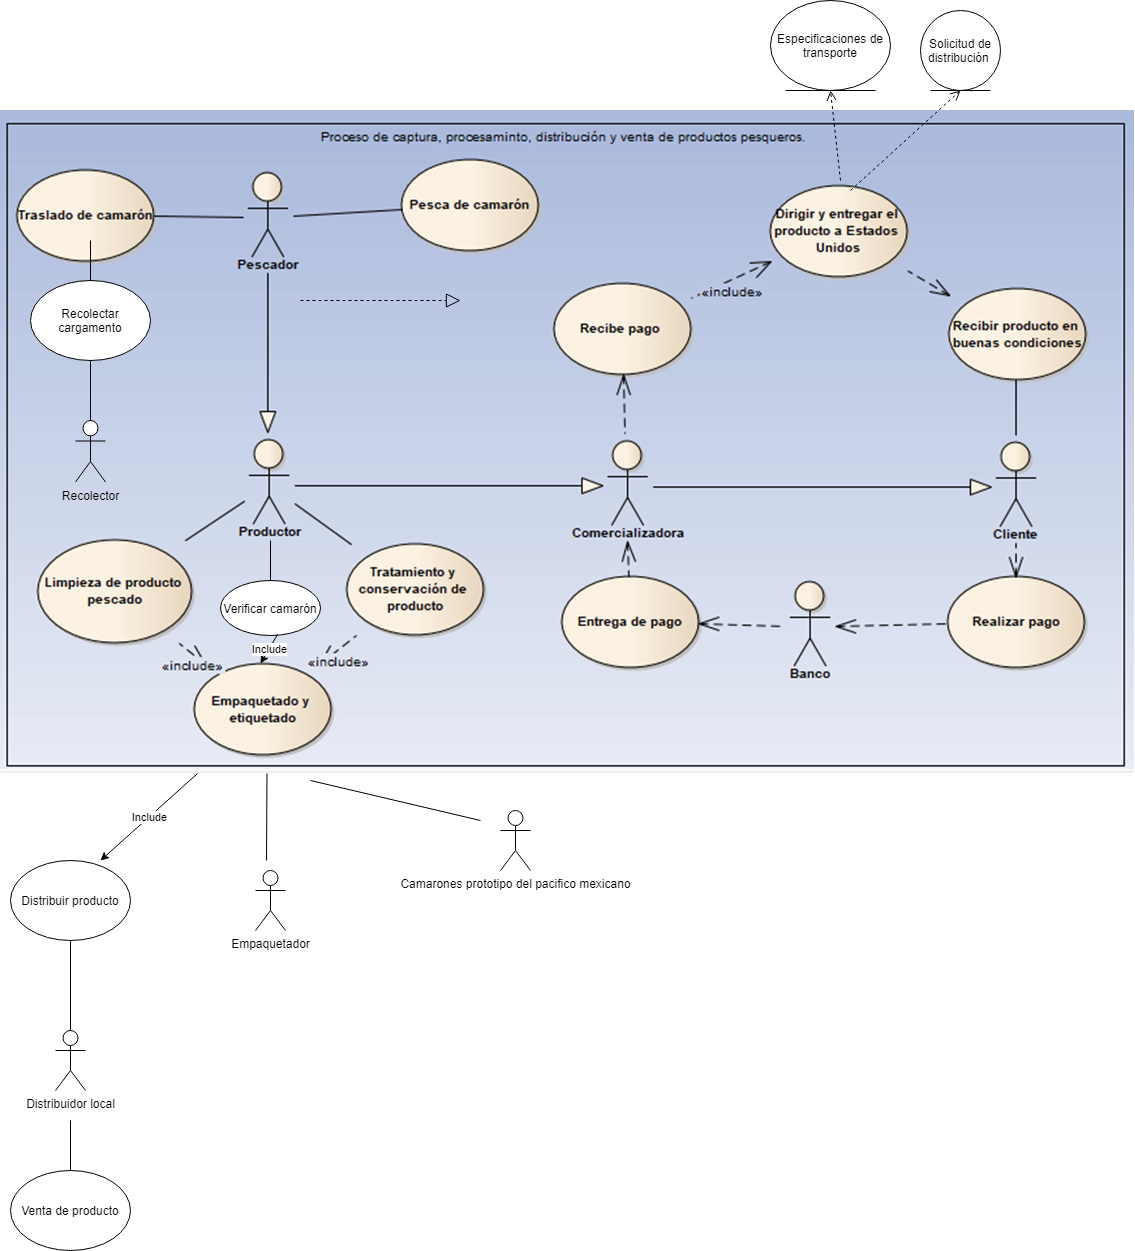 Especificaciones de
transporte
Solicitud de
distribución
Proceso de captura, procesaminto, distribución y venta de productos pesqueros.
Traslado de camarón
Pescador
Pesca de camarón
Dirigir y entregar el
producto a Estados
Unidos
Recolectar
cargamento
«include»
Recibe pago
Recibir producto en
buenas condiciones
Recolector
Productor
Comercializadora
Cliente
Limpieza de producto
pescado
Verificar camarón
Tratamiento y
conservación de
producto
Entrega de pago
Banco
Realizar pago
«include»
Include
«include»
Empaquetado y
etiquetado
Include
Distribuir producto
Empaquetador
Camarones prototipo del pacifico mexicano
Distribuidor local
Venta de producto